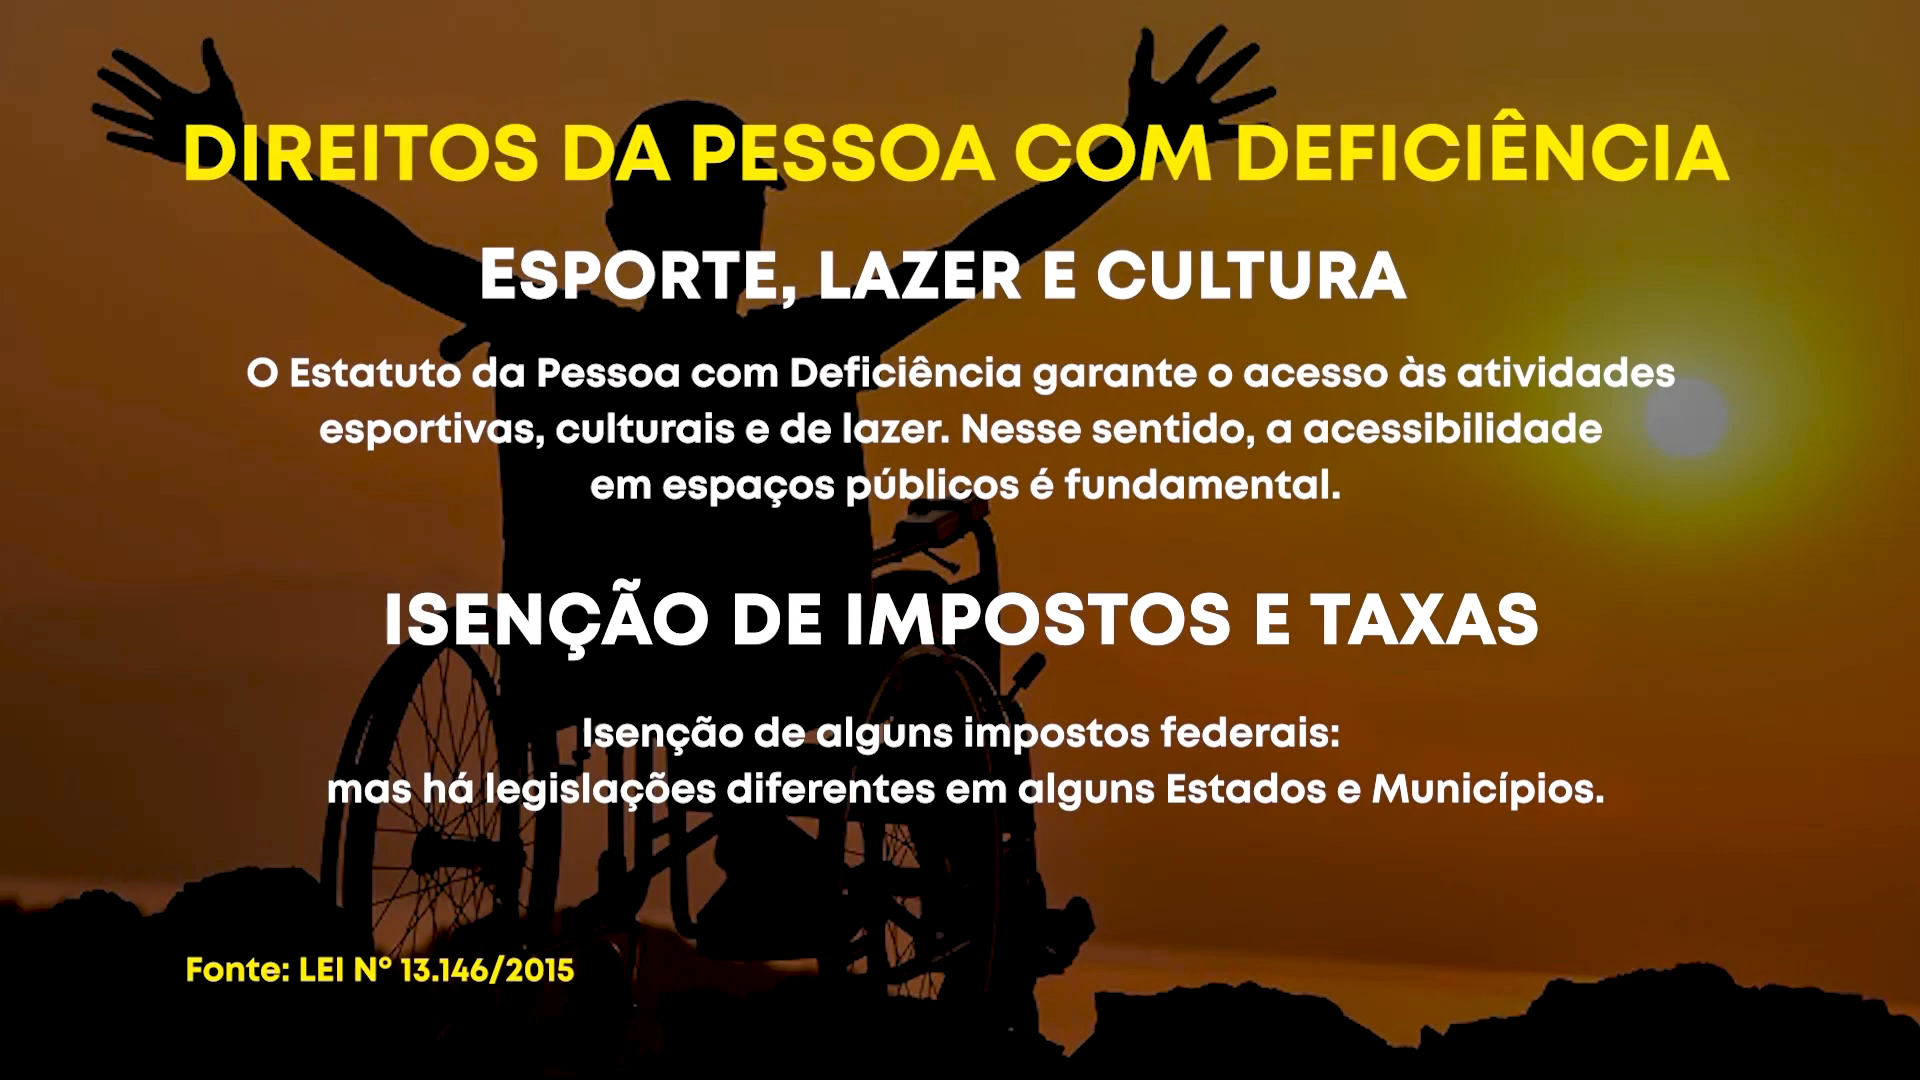 DIREITOS DA PESSOA COM DEFICIÊNCIA
ESPORTE, LAZER E CULTURA
O Estatuto da Pessoa com Deficiência garante o acesso às atividades
esportivas, culturais e de lazer. Nesse sentido, a acessibilidade
em espaços públicos é fundamental.
ISENÇÃO DE IMPOSTOS E TAXAS
Isenção de alguns impostos federais:
mas há legislações diferentes em alguns Estados e Municípios.
Fonte: LEI Nº 13.146/2015